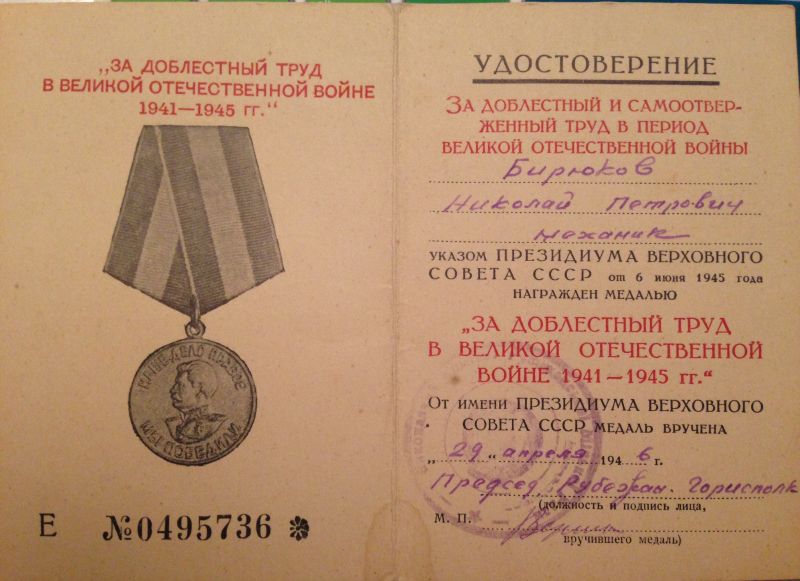 „ЗА ДОБЛЕСТНЫЙ ТРУД
В ВЕЛИКОЙ ОТЕЧЕСТВЕННОЙ ВОЙНЕ
1941—1945 гг.“
НАШЕ ДЕЛО ПРАВОЕ
МЫ ПОБЕДИЛИ
Е №0495736
УДОСТОВЕРЕНИЕ
ЗА ДОБЛЕСТНЫЙ И САМООТВЕР-
ЖЕННЫЙ ТРУД В ПЕРИОД
ВЕЛИКОЙ ОТЕЧЕСТВЕННОЙ ВОЙНЫ
Бирюков
Николай Петрович
механик
УКАЗОМ ПРЕЗИДИУМА ВЕРХОВНОГО
СОВЕТА СССР от 6 июня 1945 года
НАГРАЖДЕН МЕДАЛЬЮ
„ЗА ДОБЛЕСТНЫЙ ТРУД
В ВЕЛИКОЙ ОТЕЧЕСТВЕННОЙ
ВОЙНЕ 1941—1945 гг.“
От имени ПРЕЗИДИУМА ВЕРХОВНОГО
СОВЕТА СССР МЕДАЛЬ ВРУЧЕНА
„29“ апреля 1946 г.
Председ. Рубежан. Горисполк
(должность и подпись лица,
М. П.
вручившего медаль)